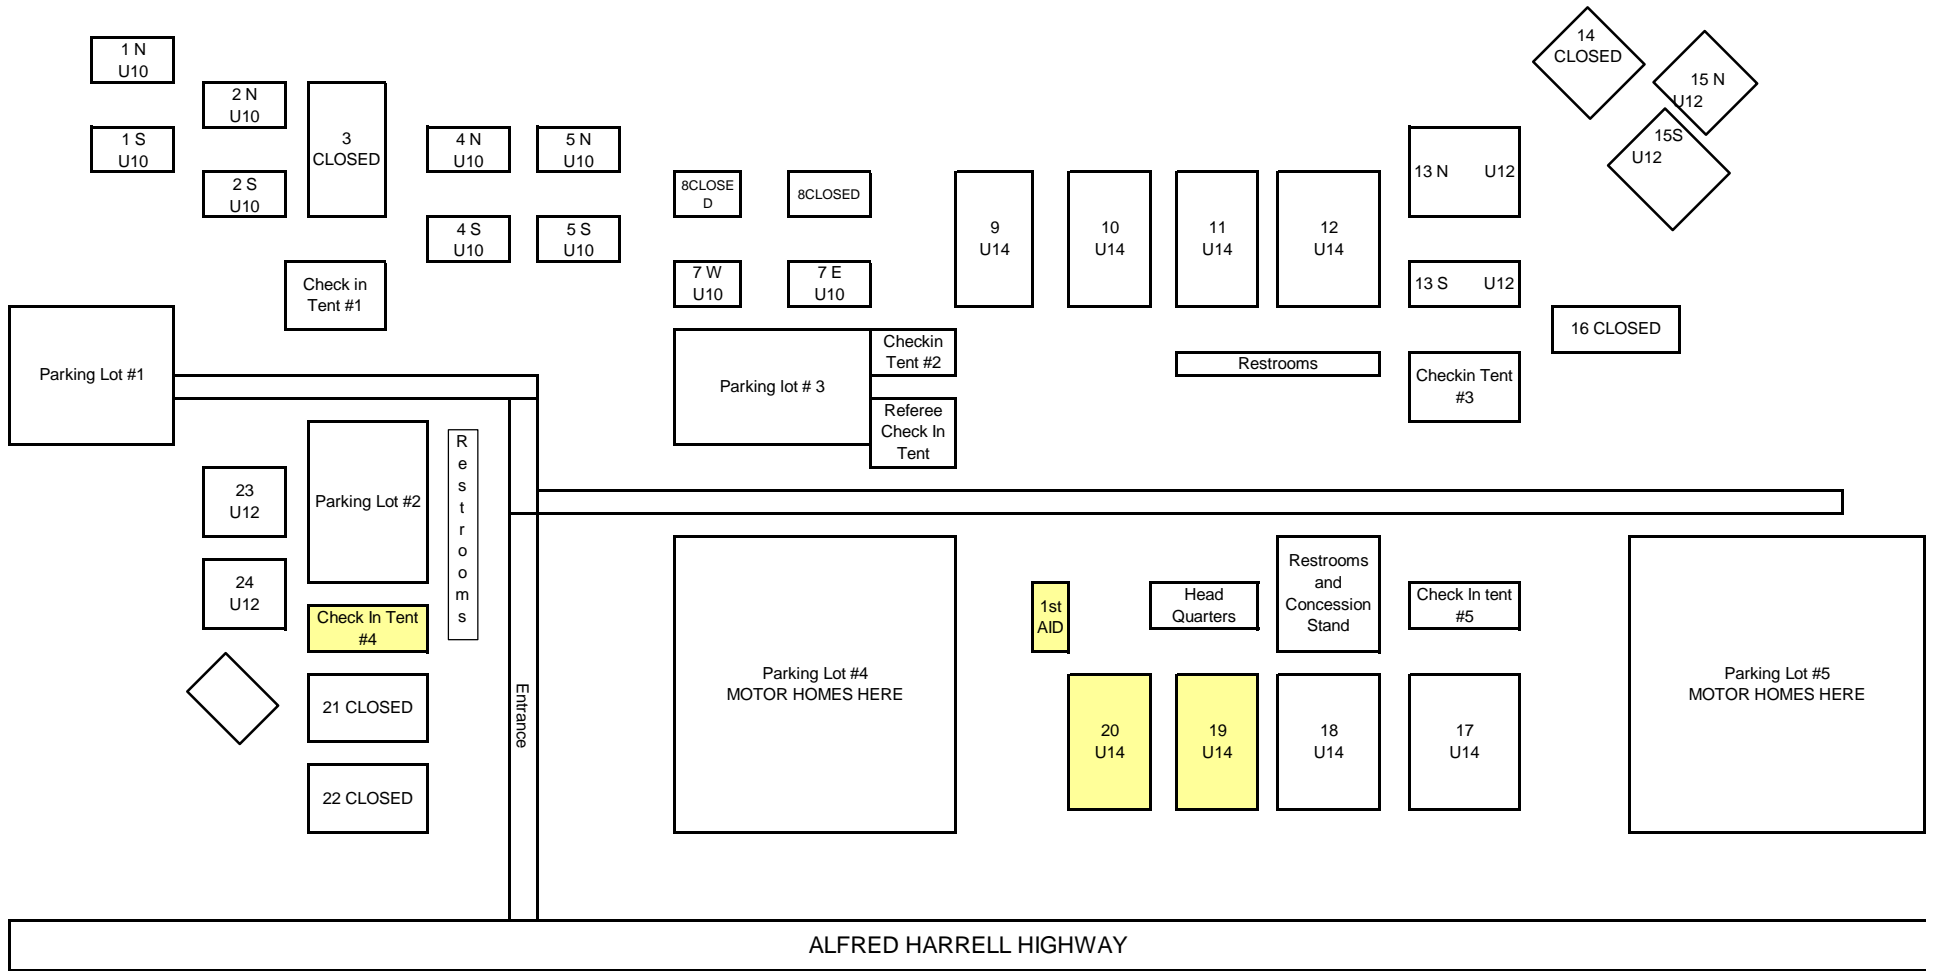 1 N
U10
1 S
U10
2 N
U10
2 S
U10
3
CLOSED
4 N
U10
4 S
U10
5 N
U10
5 S
U10
8CLOSE
D
8CLOSED
7 W
U10
7 E
U10
9
U14
10
U14
11
U14
12
U14
13 N U12
13 S U12
14
CLOSED
15 N
U12
15S
U12
16 CLOSED
Check in
Tent #1
Parking Lot #1
Parking lot # 3
Checkin
Tent #2
Referee
Check In
Tent
Restrooms
Checkin Tent
#3
Parking Lot #2
R
e
s
t
r
o
o
m
s
23
U12
24
U12
Check In Tent
#4
21 CLOSED
22 CLOSED
Entrance
Parking Lot #4
MOTOR HOMES HERE
1st
AID
Head
Quarters
Restrooms
and
Concession
Stand
Check In tent
#5
20
U14
19
U14
18
U14
17
U14
Parking Lot #5
MOTOR HOMES HERE
ALFRED HARRELL HIGHWAY